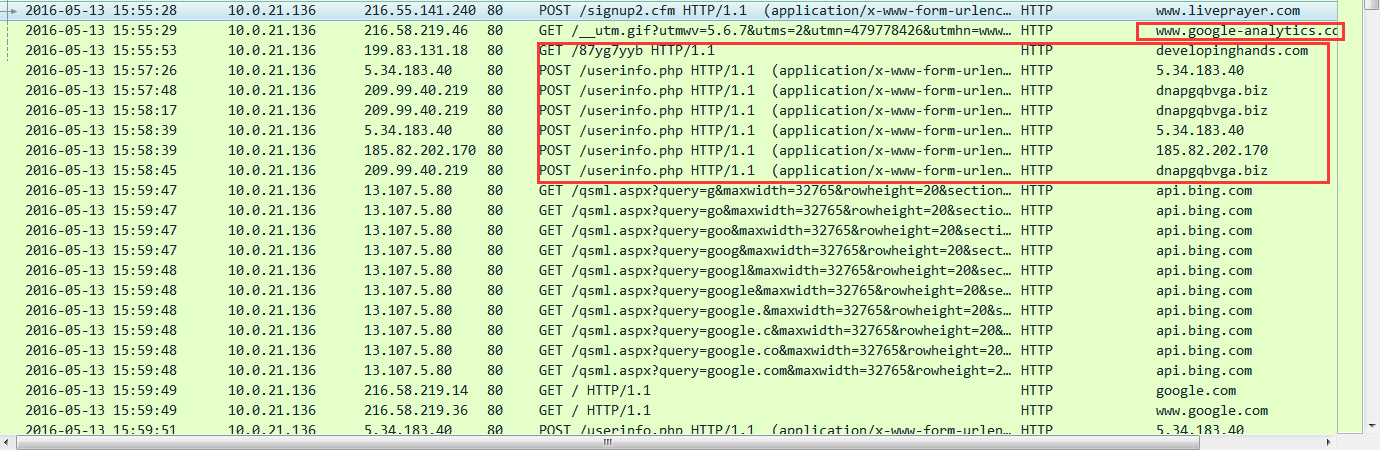 2016-05-13 15:55:28 10.0.21.136 216.55.141.240 80 POST /signup2.cfm HTTP/1.1 (application/x-www-form-urlenc… HTTP www.liveprayer.com
2016-05-13 15:55:29 10.0.21.136 216.58.219.46 80 GET /__utm.gif?utmwv=5.6.7&utms=2&utmn=479778426&utmhn=www… HTTP www.google-analytics.co
2016-05-13 15:55:53 10.0.21.136 199.83.131.18 80 GET /87yg7yyb HTTP/1.1 HTTP developinghands.com
2016-05-13 15:57:26 10.0.21.136 5.34.183.40 80 POST /userinfo.php HTTP/1.1 (application/x-www-form-urlen… HTTP 5.34.183.40
2016-05-13 15:57:48 10.0.21.136 209.99.40.219 80 POST /userinfo.php HTTP/1.1 (application/x-www-form-urlen… HTTP dnapgqbvga.biz
2016-05-13 15:58:17 10.0.21.136 209.99.40.219 80 POST /userinfo.php HTTP/1.1 (application/x-www-form-urlen… HTTP dnapgqbvga.biz
2016-05-13 15:58:39 10.0.21.136 5.34.183.40 80 POST /userinfo.php HTTP/1.1 (application/x-www-form-urlen… HTTP 5.34.183.40
2016-05-13 15:58:39 10.0.21.136 185.82.202.170 80 POST /userinfo.php HTTP/1.1 (application/x-www-form-urlen… HTTP 185.82.202.170
2016-05-13 15:58:45 10.0.21.136 209.99.40.219 80 POST /userinfo.php HTTP/1.1 (application/x-www-form-urlen… HTTP dnapgqbvga.biz
2016-05-13 15:59:47 10.0.21.136 13.107.5.80 80 GET /qsml.aspx?query=g&maxwidth=32765&rowheight=20&section… HTTP api.bing.com
2016-05-13 15:59:47 10.0.21.136 13.107.5.80 80 GET /qsml.aspx?query=go&maxwidth=32765&rowheight=20&sectio… HTTP api.bing.com
2016-05-13 15:59:47 10.0.21.136 13.107.5.80 80 GET /qsml.aspx?query=goo&maxwidth=32765&rowheight=20&secti… HTTP api.bing.com
2016-05-13 15:59:47 10.0.21.136 13.107.5.80 80 GET /qsml.aspx?query=goog&maxwidth=32765&rowheight=20&sect… HTTP api.bing.com
2016-05-13 15:59:48 10.0.21.136 13.107.5.80 80 GET /qsml.aspx?query=googl&maxwidth=32765&rowheight=20&sec… HTTP api.bing.com
2016-05-13 15:59:48 10.0.21.136 13.107.5.80 80 GET /qsml.aspx?query=google&maxwidth=32765&rowheight=20&se… HTTP api.bing.com
2016-05-13 15:59:48 10.0.21.136 13.107.5.80 80 GET /qsml.aspx?query=google.&maxwidth=32765&rowheight=20&s… HTTP api.bing.com
2016-05-13 15:59:48 10.0.21.136 13.107.5.80 80 GET /qsml.aspx?query=google.c&maxwidth=32765&rowheight=20&… HTTP api.bing.com
2016-05-13 15:59:48 10.0.21.136 13.107.5.80 80 GET /qsml.aspx?query=google.co&maxwidth=32765&rowheight=20… HTTP api.bing.com
2016-05-13 15:59:48 10.0.21.136 13.107.5.80 80 GET /qsml.aspx?query=google.com&maxwidth=32765&rowheight=2… HTTP api.bing.com
2016-05-13 15:59:49 10.0.21.136 216.58.219.14 80 GET / HTTP/1.1 HTTP google.com
2016-05-13 15:59:49 10.0.21.136 216.58.219.36 80 GET / HTTP/1.1 HTTP www.google.com
2016-05-13 15:59:51 10.0.21.136 5.34.183.40 80 POST /userinfo.php HTTP/1.1 (application/x-www-form-urlen… HTTP 5.34.183.40